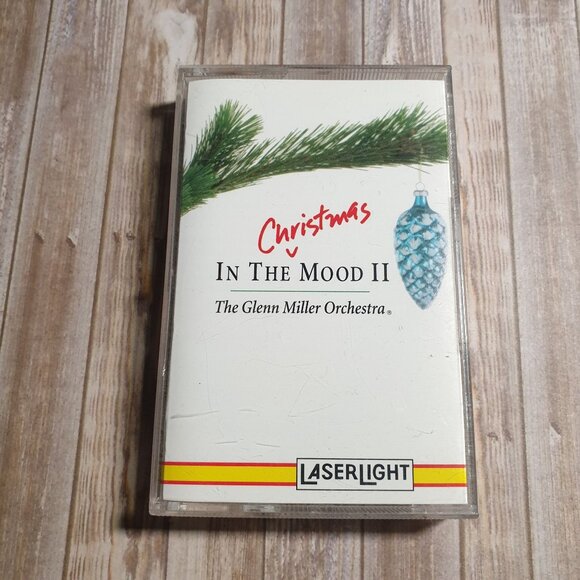 Christmas
IN THE MOOD II
The Glenn Miller Orchestra®
LASERLIGHT